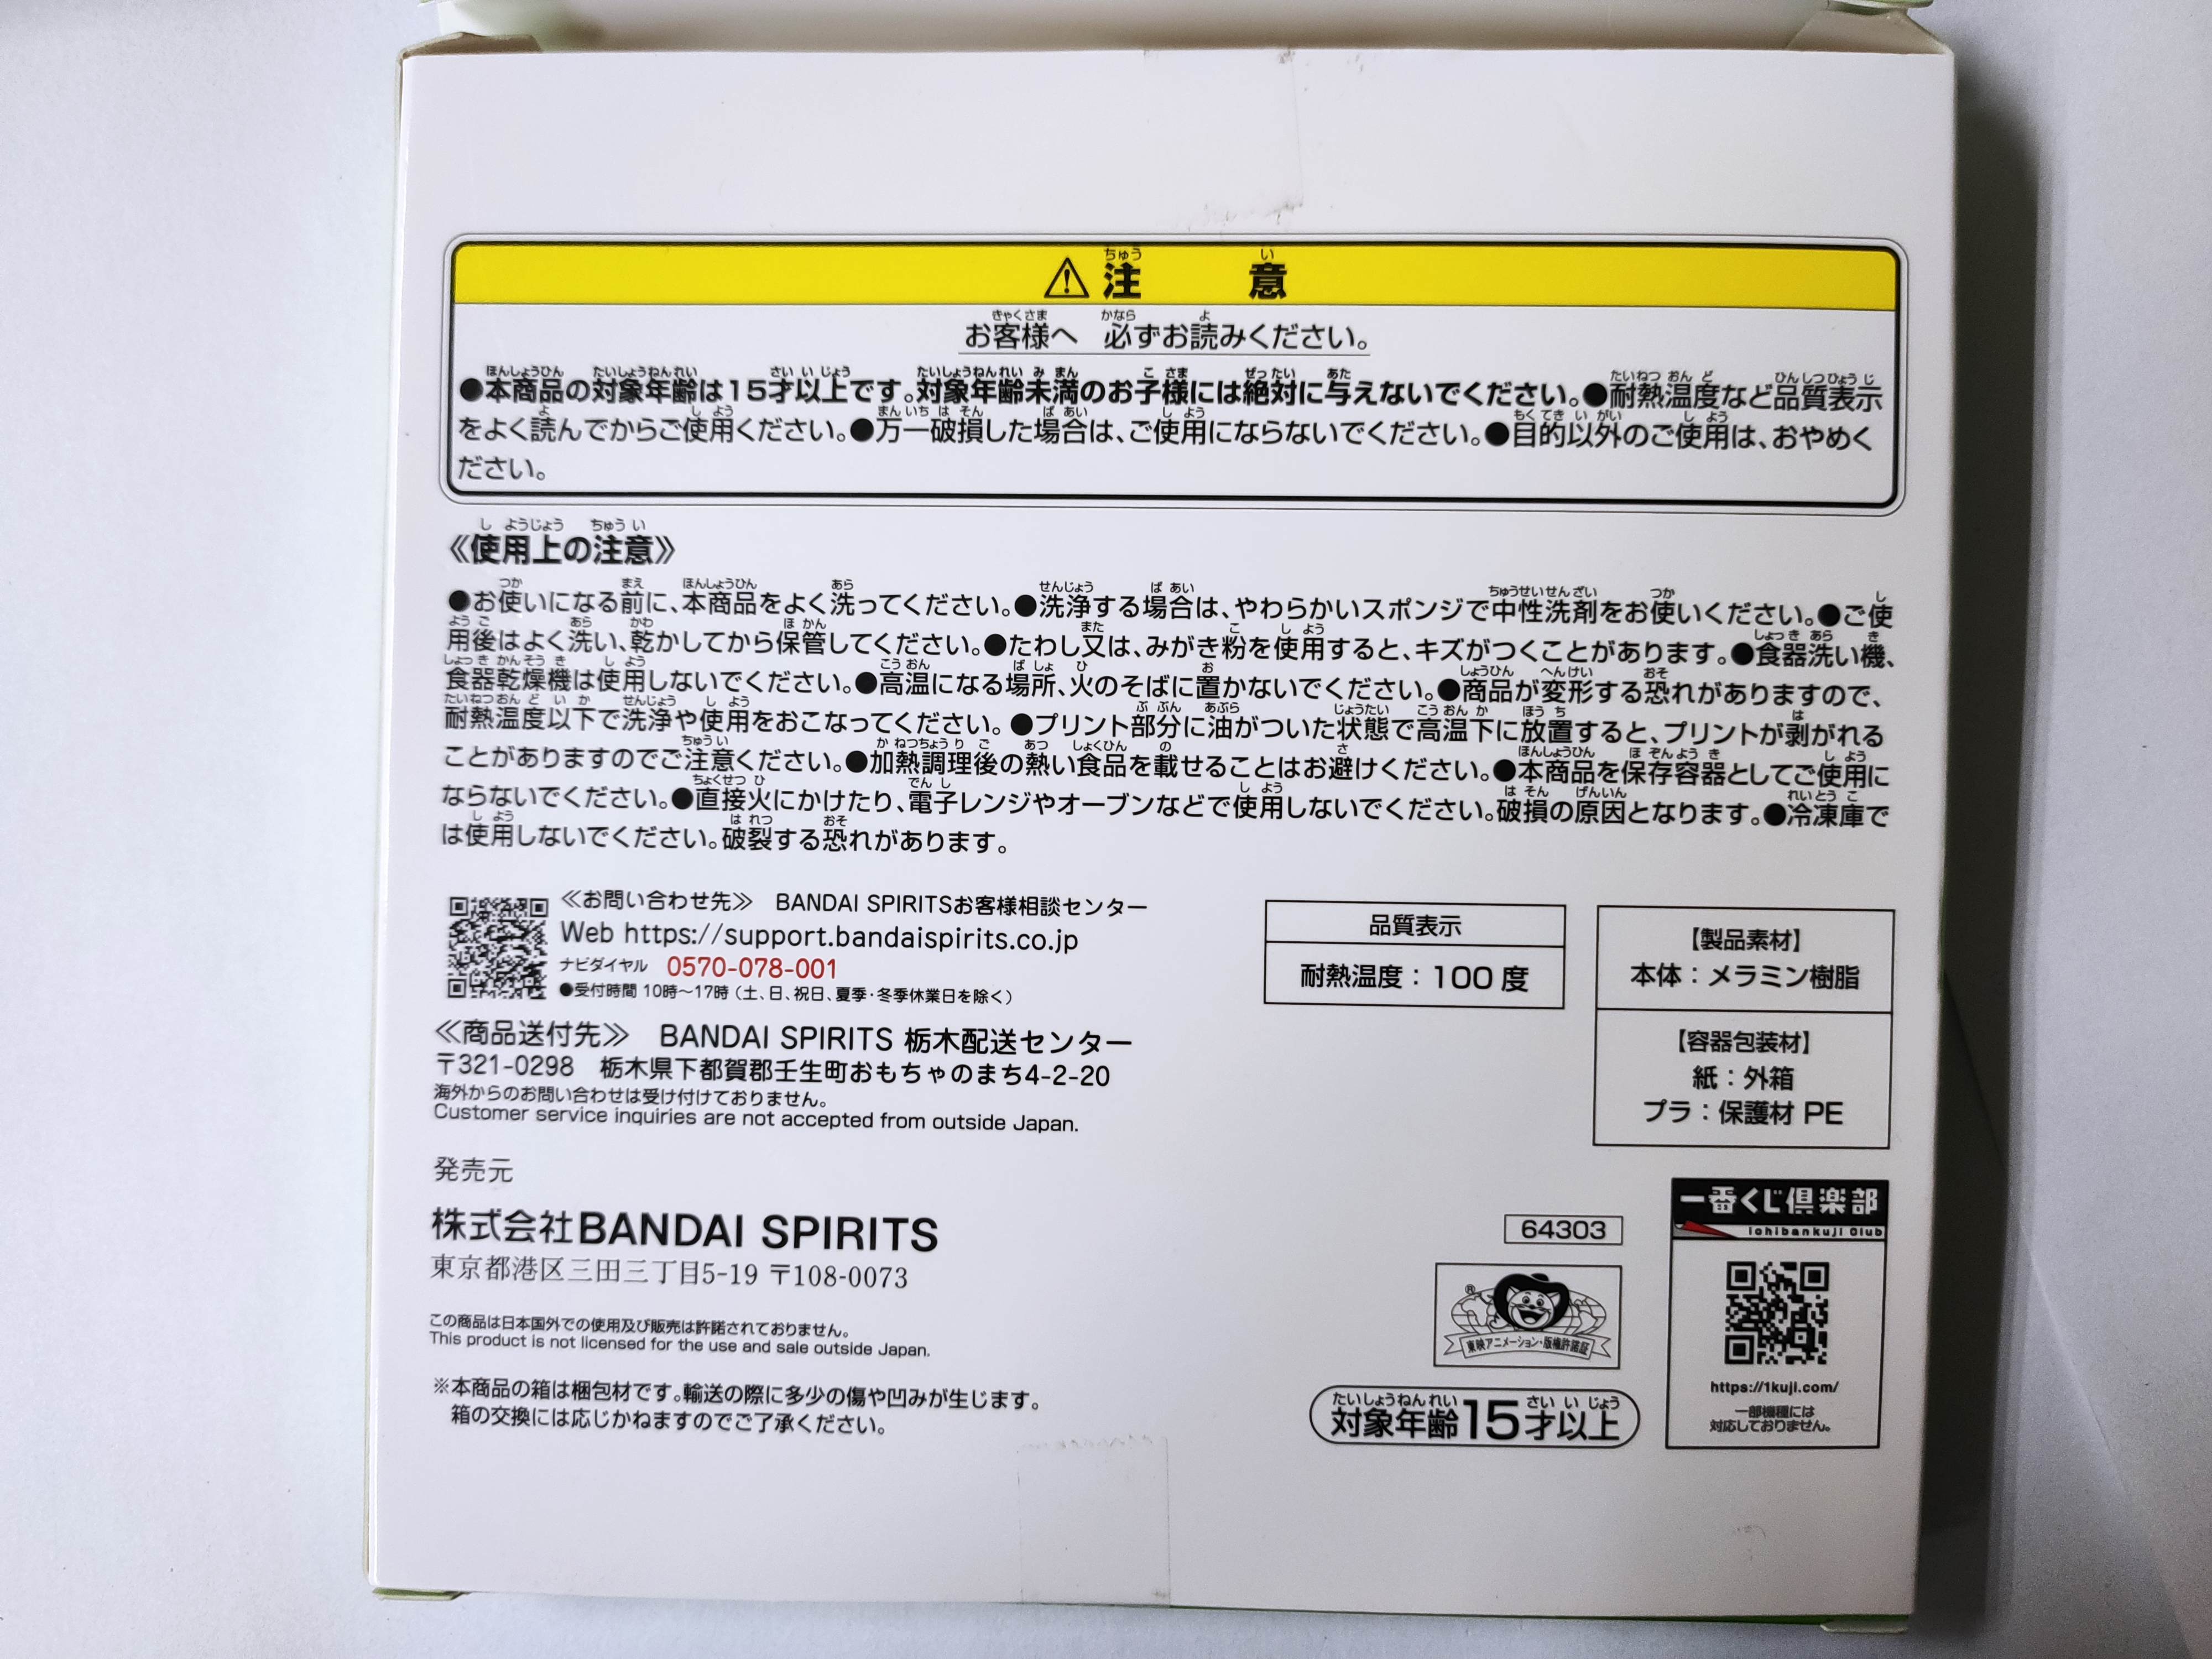 ⚠注 意
お客様へ 必ずお読みください。
●本商品の対象年齢は15才以上です。対象年齢未満のお子様には絶対に与えないでください。●耐熱温度など品質表示
をよく読んでからご使用ください。●万一破損した場合は、ご使用にならないでください。●目的以外のご使用は、おやめく
ださい。
《使用上の注意》
●お使いになる前に、本商品をよく洗ってください。●洗浄する場合は、やわらかいスポンジで中性洗剤をお使いください。●ご使
用後はよく洗い、乾かしてから保管してください。●たわし又は、みがき粉を使用すると、キズがつくことがあります。●食器洗い機、
食器乾燥機は使用しないでください。●高温になる場所、火のそばに置かないでください。●商品が変形する恐れがありますので、
耐熱温度以下で洗浄や使用をおこなってください。●プリント部分に油がついた状態で高温下に放置すると、プリントが剥がれる
ことがありますのでご注意ください。●加熱調理後の熱い食品を載せることはお避けください。●本商品を保存容器としてご使用に
ならないでください。●直接火にかけたり、電子レンジやオーブンなどで使用しないでください。破損の原因となります。●冷凍庫で
は使用しないでください。破裂する恐れがあります。
≪お問い合わせ先≫ BANDAI SPIRITSお客様相談センター
Web https://support.bandaispirits.co.jp
ナビダイヤル 0570-078-001
●受付時間 10時～17時（土、日、祝日、夏季・冬季休業日を除く）
≪商品送付先≫ BANDAI SPIRITS 栃木配送センター
〒321-0298 栃木県下都賀郡壬生町おもちゃのまち4-2-20
海外からのお問い合わせは受け付けておりません。
Customer service inquiries are not accepted from outside Japan.
品質表示
耐熱温度：100 度
【製品素材】
本体：メラミン樹脂
【容器包装材】
紙：外箱
プラ：保護材 PE
発売元
株式会社BANDAI SPIRITS
東京都港区三田三丁目5-19 〒108-0073
この商品は日本国外での使用及び販売は許諾されておりません。
This product is not licensed for the use and sale outside Japan.
※本商品の箱は梱包材です。輸送の際に多少の傷や凹みが生じます。
箱の交換には応じかねますのでご了承ください。
64303
®
東映アニメーション・版権許諾証
対象年齢15才以上
一番くじ倶楽部
Ichibankuji Club
https://1kuji.com/
一部機種には
対応しておりません。